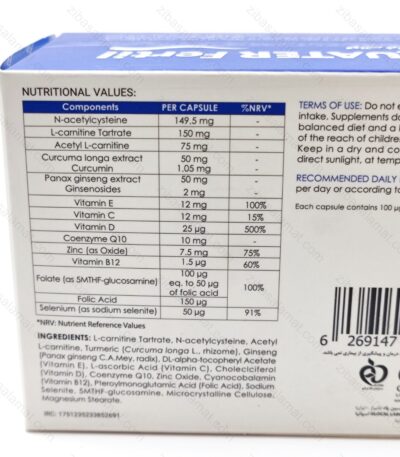 QUATER Fertil
NUTRITIONAL VALUES:
Components PER CAPSULE %NRV*
N-acetylcysteine 149.5 mg -
L-carnitine Tartrate 150 mg -
Acetyl L-carnitine 75 mg -
Curcuma longa extract 50 mg -
Curcumin 1.05 mg
Panax ginseng extract 50 mg -
Ginsenosides 2 mg
Vitamin E 12 mg 100%
Vitamin C 12 mg 15%
Vitamin D 25 µg 500%
Coenzyme Q10 10 mg -
Zinc (as Oxide) 7.5 mg 75%
Vitamin B12 1.5 µg 60%
Folate (as 5MTHF-glucosamine) 100 µg
eq. to 50 µg
of folic acid 100%
Folic Acid 150 µg
Selenium (as sodium selenite) 50 µg 91%
*NRV: Nutrient Reference Values
INGREDIENTS: L-carnitine Tartrate, N-acetylcysteine, Acetyl
L-carnitine, Turmeric (Curcuma longa L., rhizome), Ginseng
(Panax ginseng C.A.Mey, radix), DL-alpha tocopheryl Acetate
(Vitamin E), L-ascorbic Acid (Vitamin C), Cholecalciferol
(Vitamin D), Coenzyme Q10, Zinc Oxide, Cyanocobalamin
(Vitamin B12), Pteroylmonoglutamic Acid (Folic Acid), Sodium
Selenite, 5MTHF-glucosamine, Microcrystalline Cellulose,
Magnesium Stearate.
IRC: 1751235233852691
TERMS OF USE: Do not e
intake. Supplements do
balanced diet and a
of the reach of children
Keep in a dry and co
direct sunlight, at temp
RECOMMENDED DAILY
per day or according to
Each capsule contains 100 µg
6 269147
zibasalamat.com